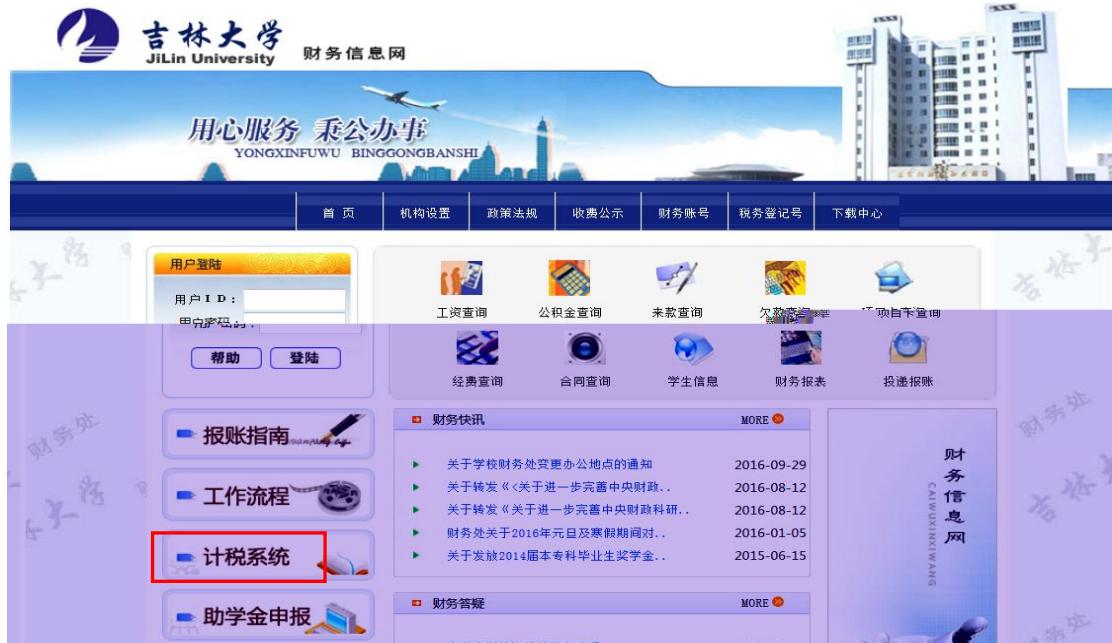 吉林大学
JiLin University
财务信息网
用心服务 秉公办事
YONGXINFUWU BINGGONGBANSHI
首 页 机构设置 政策法规 收费公示 财务账号 税务登记号 下载中心
用户登陆
用户ID：
帮助 登陆
工资查询 公积金查询 来款查询
经费查询 合同查询 学生信息 财务报表 投递报账
报账指南
工作流程
计税系统
助学金申报
财务快讯 MORE
关于学校财务处变更办公地点的通知 2016-09-29
关于转发《<关于进一步完善中央财政.. 2016-08-12
关于转发《关于进一步完善中央财政科研.. 2016-08-12
财务处关于2016年元旦及寒假期间对.. 2016-01-05
关于发放2014届本专科毕业生奖学金.. 2015-06-15
财务答疑 MORE
财务信息网
CAIWUXINXIWANG
财务处
吉林大